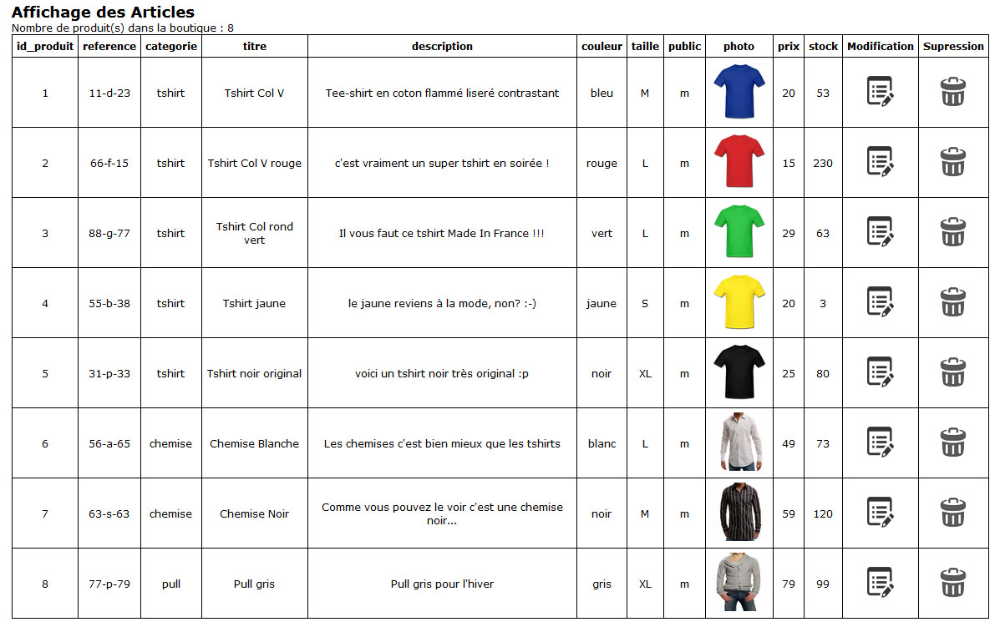 Affichage des Articles
Nombre de produit(s) dans la boutique : 8
id_produit reference categorie titre description couleur taille public photo prix stock Modification Supression
1 11-d-23 tshirt Tshirt Col V Tee-shirt en coton flammé liseré contrastant bleu M m 20 53
2 66-f-15 tshirt Tshirt Col V rouge c'est vraiment un super tshirt en soirée ! rouge L m 15 230
3 88-g-77 tshirt Tshirt Col rond
vert Il vous faut ce tshirt Made In France !!! vert L m 29 63
4 55-b-38 tshirt Tshirt jaune le jaune reviens à la mode, non? :-) jaune S m 20 3
5 31-p-33 tshirt Tshirt noir original voici un tshirt noir très original :p noir XL m 25 80
6 56-a-65 chemise Chemise Blanche Les chemises c'est bien mieux que les tshirts blanc L m 49 73
7 63-s-63 chemise Chemise Noir Comme vous pouvez le voir c'est une chemise
noir... noir M m 59 120
8 77-p-79 pull Pull gris Pull gris pour l'hiver gris XL m 79 99